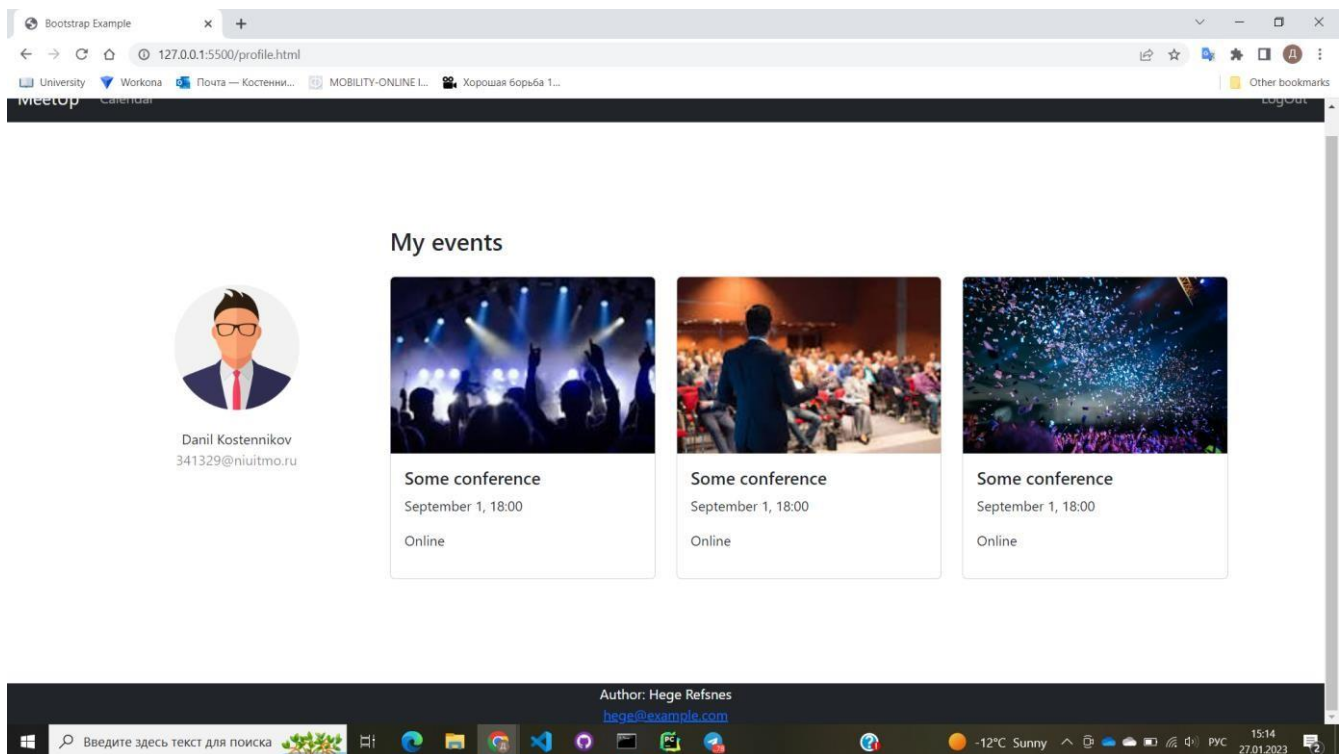 Bootstrap Example
127.0.0.1:5500/profile.html
University Workona Почта — Костенни... MOBILITY-ONLINE I... Хорошая борьба 1... Other bookmarks
MeetUp Calendar LogOut
My events
Danil Kostennikov
341329@niuitmo.ru
Some conference
September 1, 18:00
Online
Some conference
September 1, 18:00
Online
Some conference
September 1, 18:00
Online
Author: Hege Refsnes
hege@example.com
Введите здесь текст для поиска -12°C Sunny РУС 15:14
27.01.2023